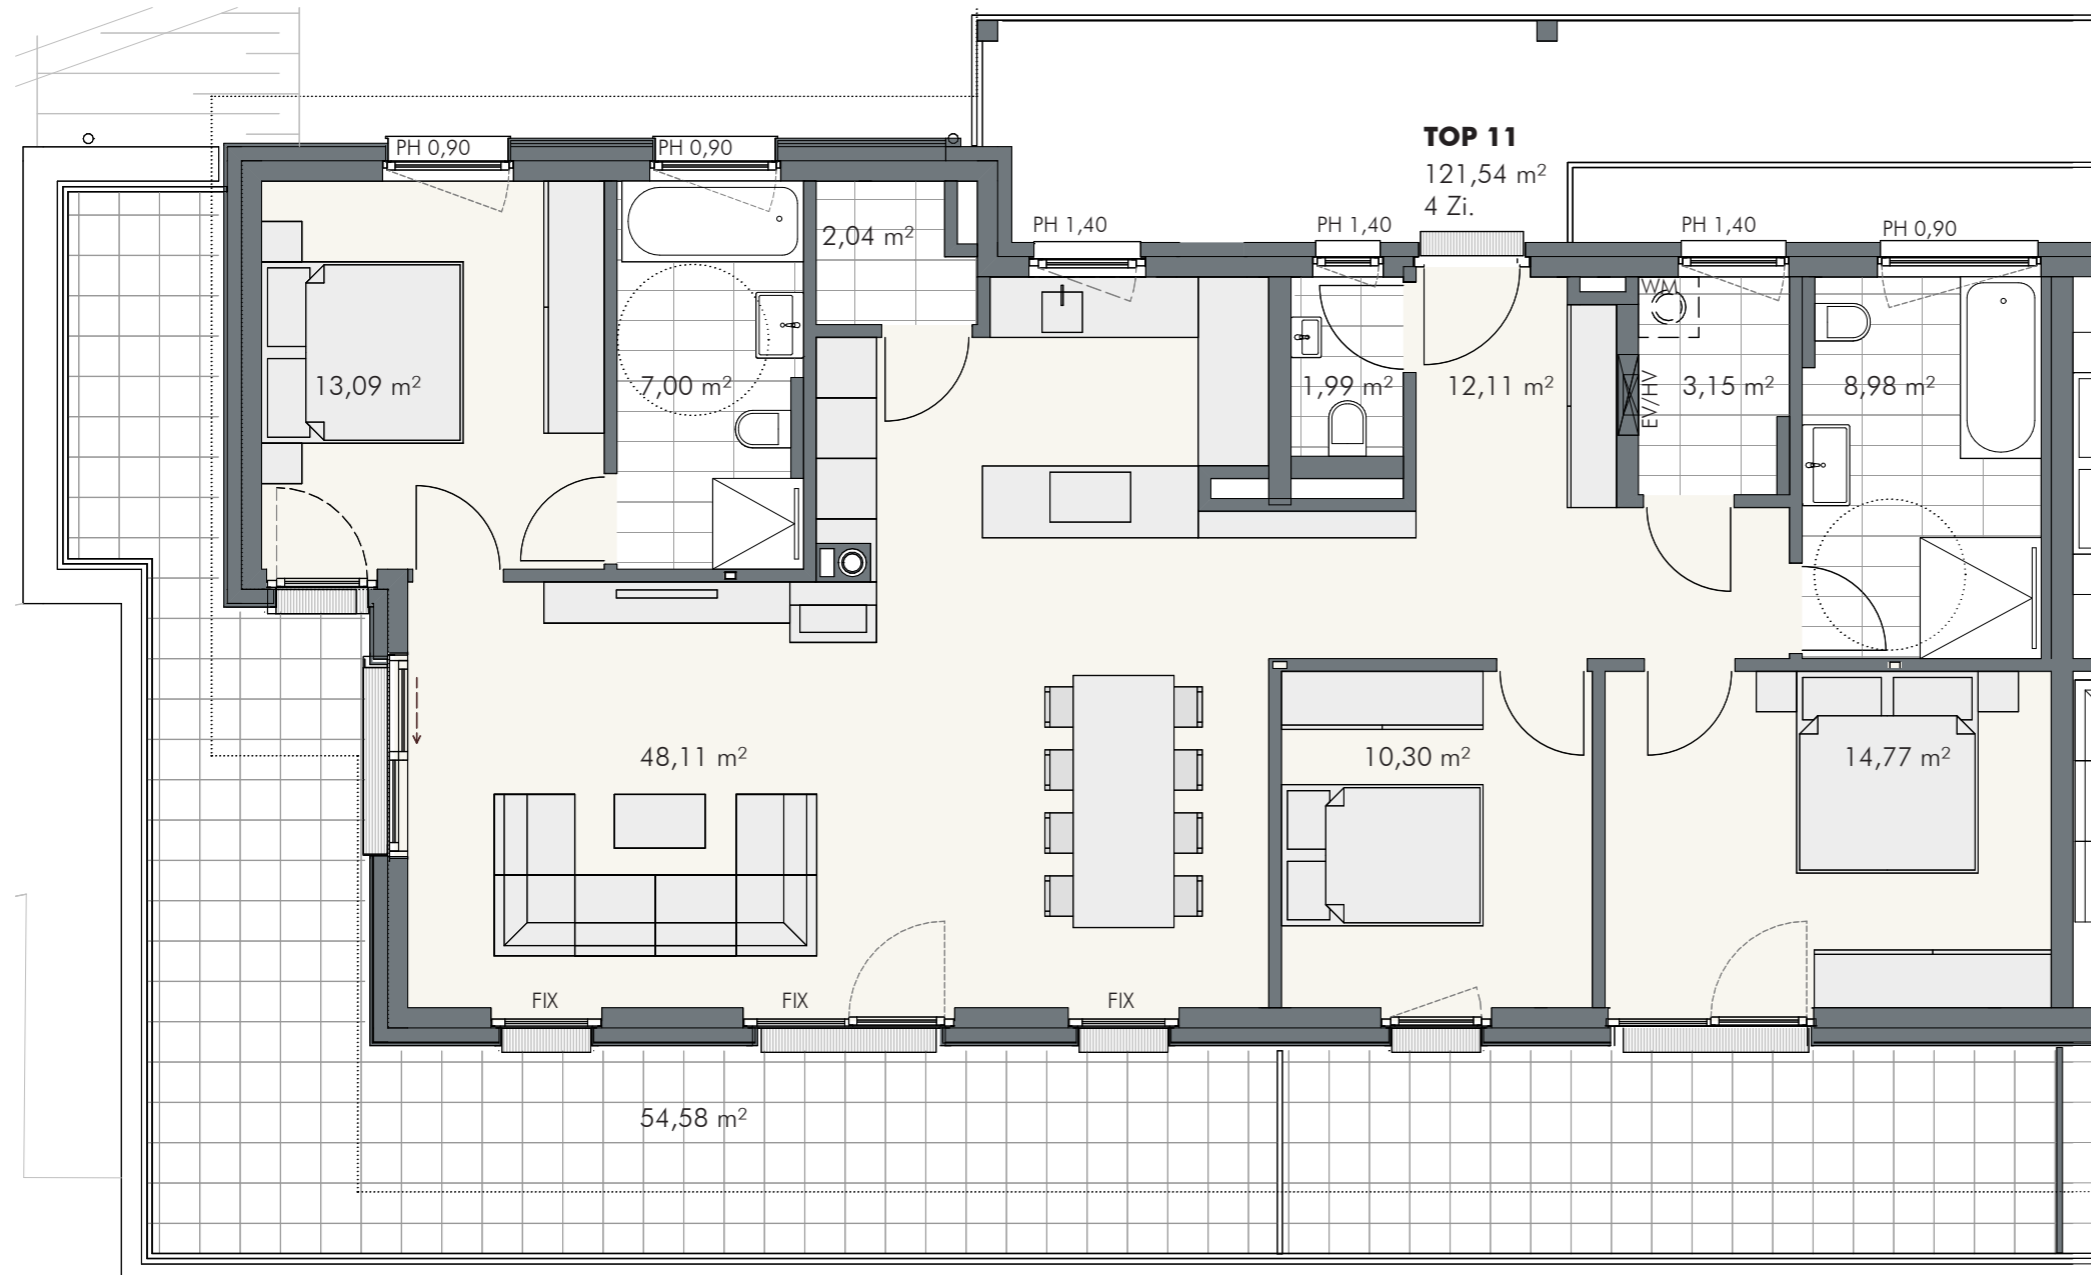 TOP 11
121,54 m²
4 Zi.
PH 0,90
PH 0,90
PH 1,40
PH 1,40
PH 1,40
PH 0,90
2,04 m²
WM
13,09 m²
7,00 m²
1,99 m²
12,11 m²
EV/HV
3,15 m²
8,98 m²
48,11 m²
10,30 m²
14,77 m²
FIX
FIX
FIX
54,58 m²